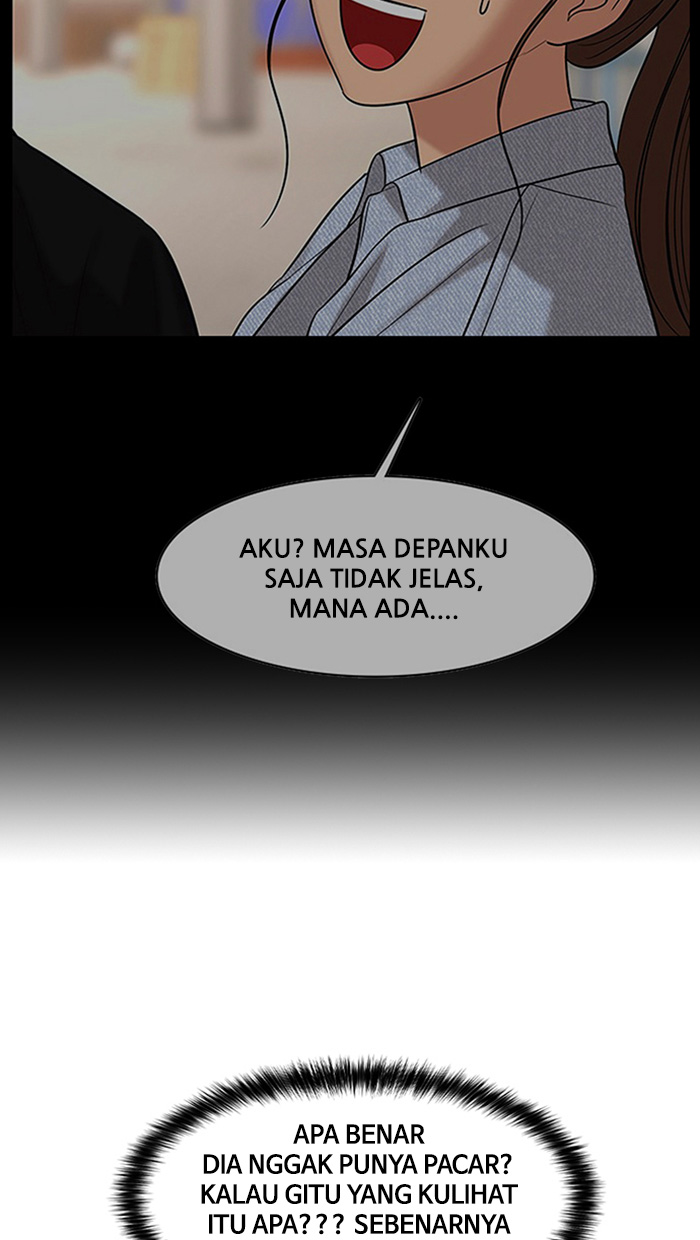 AKU? MASA DEPANKU
SAJA TIDAK JELAS,
MANA ADA....
APA BENAR
DIA NGGAK PUNYA PACAR?
KALAU GITU YANG KULIHAT
ITU APA??? SEBENARNYA